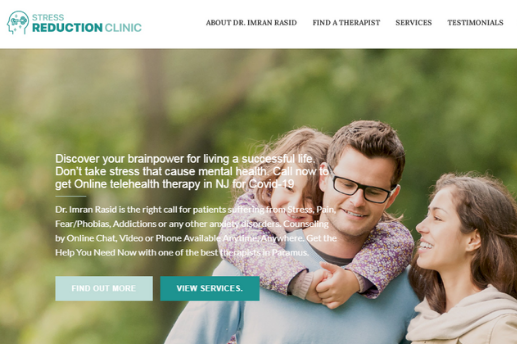 STRESS
REDUCTION CLINIC
ABOUT DR. IMRAN RASID
FIND A THERAPIST
SERVICES
TESTIMONIALS
Discover your brainpower for living a successful life.
Don't take stress that cause mental health. Call now to
get Online telehealth therapy in NJ for Covid-19
Dr. Imran Rasid is the right call for patients suffering from Stress, Pain,
Fear/Phobias, Addictions or any other anxiety disorders. Counseling
by Online Chat, Video or Phone Available Anytime/Anywhere. Get the
Help You Need Now with one of the best therapists in Paramus.
FIND OUT MORE
VIEW SERVICES.